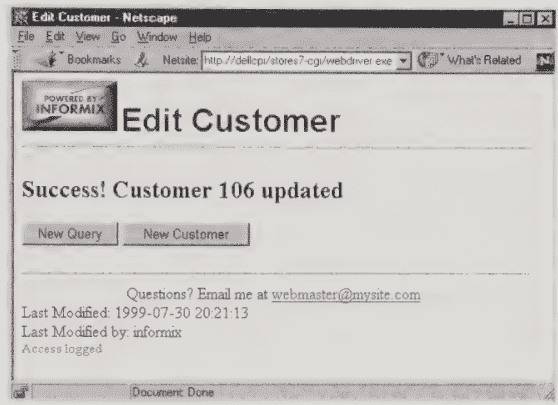 Edit Customer - Netscape
File Edit View Go Window Help
Bookmarks Netsite: http://dellcpi/stores7-cgi/webdriver.exe What's Related
POWERED BY
INFORMIX
Edit Customer
Success! Customer 106 updated
New Query New Customer
Questions? Email me at webmaster@mysite.com
Last Modified: 1999-07-30 20:21:13
Last Modified by: informix
Access logged
Document: Done